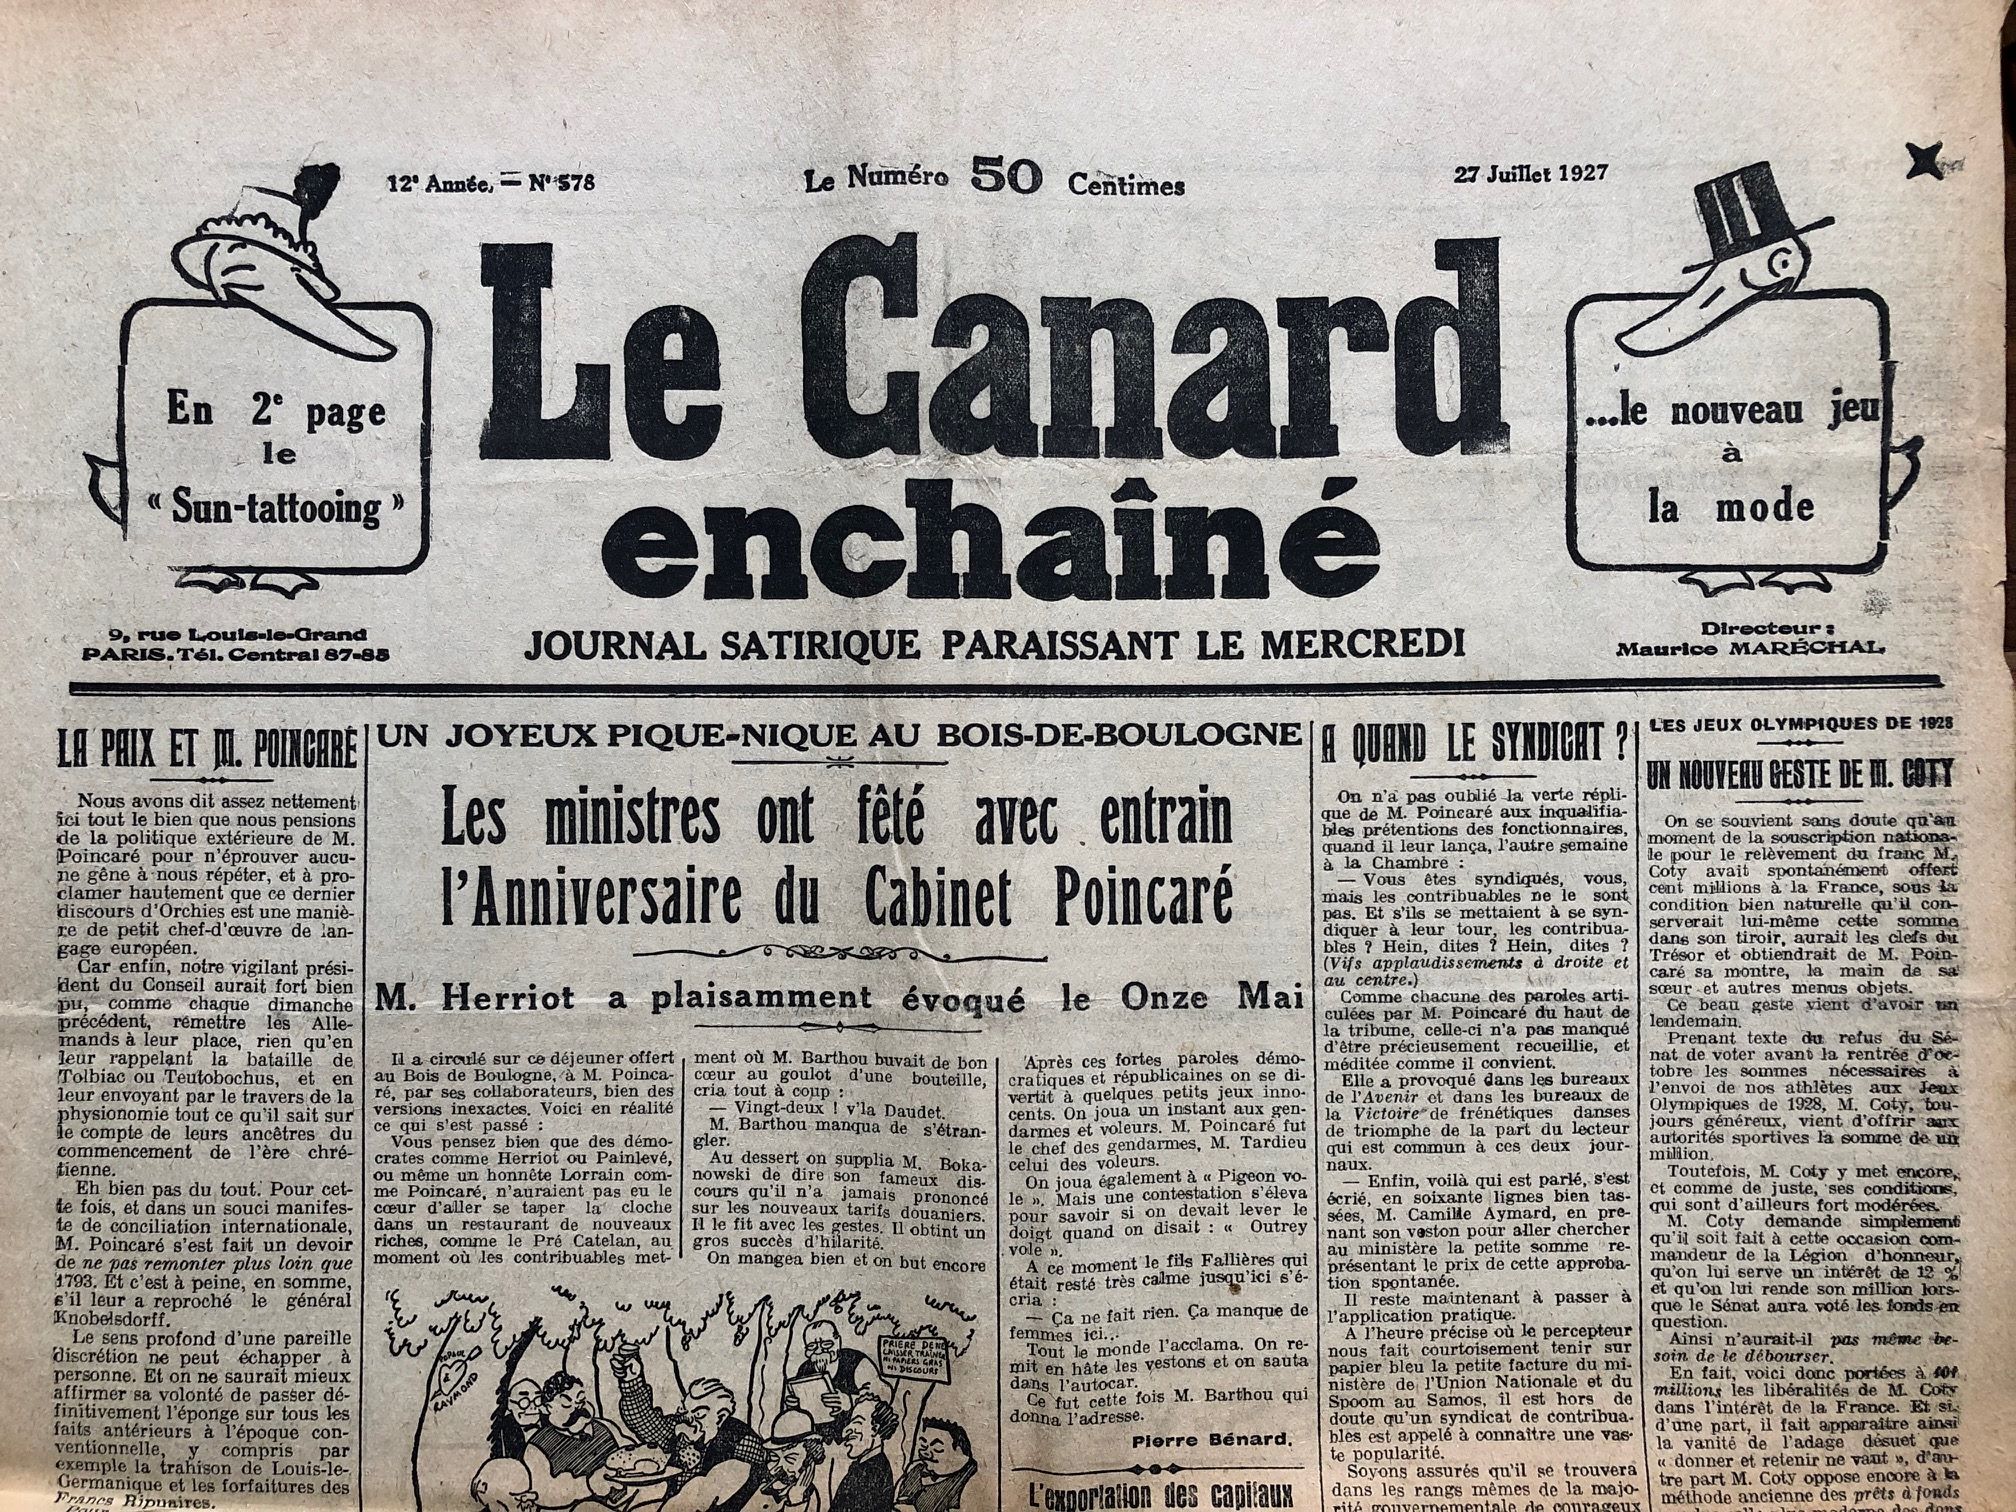 12e Année. — N° 578
Le Numéro 50 Centimes
27 Juillet 1927
En 2e page
le
« Sun-tattooing »
Le Canard
enchaîné
...le nouveau jeu
à
la mode
9, rue Louis-le-Grand
PARIS. Tél. Central 87-85
JOURNAL SATIRIQUE PARAISSANT LE MERCREDI
Directeur :
Maurice MARÉCHAL
LA PAIX ET M. POINCARÉ
Nous avons dit assez nettement
ici tout le bien que nous pensions
de la politique extérieure de M.
Poincaré pour n'éprouver aucu-
ne gêne à nous répéter, et à pro-
clamer hautement que ce dernier
discours d'Orchies est une maniè-
re de petit chef-d'œuvre de lan-
gage européen.
Car enfin, notre vigilant prési-
dent du Conseil aurait fort bien
pu, comme chaque dimanche
précédent, remettre les Alle-
mands à leur place, rien qu'en
leur rappelant la bataille de
Tolbiac ou Teutobochus, et en
leur envoyant par le travers de la
physionomie tout ce qu'il sait sur
le compte de leurs ancêtres du
commencement de l'ère chré-
tienne.
Eh bien pas du tout. Pour cet-
te fois, et dans un souci manifes-
te de conciliation internationale,
M. Poincaré s'est fait un devoir
de ne pas remonter plus loin que
1793. Et c'est à peine, en somme,
s'il leur a reproché le général
Knobelsdorff.
Le sens profond d'une pareille
discrétion ne peut échapper à
personne. Et on ne saurait mieux
affirmer sa volonté de passer dé-
finitivement l'éponge sur tous les
faits antérieurs à l'époque con-
ventionnelle, y compris par
exemple la trahison de Louis-le-
Germanique et les forfaitures des
Francs Ripuaires.
UN JOYEUX PIQUE-NIQUE AU BOIS-DE-BOULOGNE
Les ministres ont fêté avec entrain
l'Anniversaire du Cabinet Poincaré
M. Herriot a plaisamment évoqué le Onze Mai
Il a circulé sur ce déjeuner offert
au Bois de Boulogne, à M. Poinca-
ré, par ses collaborateurs, bien des
versions inexactes. Voici en réalité
ce qui s'est passé :
Vous pensez bien que des démo-
crates comme Herriot ou Painlevé,
ou même un honnête Lorrain com-
me Poincaré, n'auraient pas eu le
cœur d'aller se taper la cloche
dans un restaurant de nouveaux
riches, comme le Pré Catelan, au
moment où les contribuables met-
ment où M. Barthou buvait de bon
cœur au goulot d'une bouteille,
cria tout à coup :
— Vingt-deux ! v'la Daudet.
M. Barthou manqua de s'étran-
gler.
Au dessert on supplia M. Boka-
nowski de dire son fameux dis-
cours qu'il n'a jamais prononcé
sur les nouveaux tarifs douaniers.
Il le fit avec les gestes. Il obtint un
gros succès d'hilarité.
On mangea bien et on but encore
Après ces fortes paroles démo-
cratiques et républicaines on se di-
vertit à quelques petits jeux inno-
cents. On joua un instant aux gen-
darmes et voleurs. M. Poincaré fut
le chef des gendarmes, M. Tardieu
celui des voleurs.
On joua également à « Pigeon vo-
le ». Mais une contestation s'éleva
pour savoir si on devait lever le
doigt quand on disait : « Outrey
vole ».
A ce moment le fils Fallières qui
était resté très calme jusqu'ici s'é-
cria :
— Ça ne fait rien. Ça manque de
femmes ici...
Tout le monde l'acclama. On re-
mit en hâte les vestons et on sauta
dans l'autocar.
Ce fut cette fois M. Barthou qui
donna l'adresse.
Pierre Bénard.
L'exportation des capitaux
à
RAYMOND
PRIERE DE NE
LAISSER TRAINER
NI PAPIERS GRAS
NI DISCOURS
A QUAND LE SYNDICAT ?
On n'a pas oublié la verte répli-
que de M. Poincaré aux inqualifia-
bles prétentions des fonctionnaires,
quand il leur lança, l'autre semaine
à la Chambre :
— Vous êtes syndiqués, vous,
mais les contribuables ne le sont
pas. Et s'ils se mettaient à se syn-
diquer à leur tour, les contribua-
bles ? Hein, dites ? Hein, dites ?
(Vifs applaudissements à droite et
au centre.)
Comme chacune des paroles arti-
culées par M. Poincaré du haut de
la tribune, celle-ci n'a pas manqué
d'être précieusement recueillie, et
méditée comme il convient.
Elle a provoqué dans les bureaux
de l'Avenir et dans les bureaux de
la Victoire de frénétiques danses
de triomphe de la part du lecteur
qui est commun à ces deux jour-
naux.
— Enfin, voilà qui est parlé, s'est
écrié, en soixante lignes bien tas-
sées, M. Camille Aymard, en pre-
nant son veston pour aller chercher
au ministère la petite somme re-
présentant le prix de cette approba-
tion spontanée.
Il reste maintenant à passer à
l'application pratique.
A l'heure précise où le percepteur
nous fait courtoisement tenir sur
papier bleu la petite facture du mi-
nistère de l'Union Nationale et du
Spoom au Samos, il est hors de
doute qu'un syndicat de contribua-
bles est appelé à connaître une vas-
te popularité.
Soyons assurés qu'il se trouvera
dans les rangs mêmes de la majo-
rité gouvernementale de courageux
LES JEUX OLYMPIQUES DE 1928
UN NOUVEAU GESTE DE M. COTY
On se souvient sans doute qu'au
moment de la souscription nationa-
le pour le relèvement du franc M.
Coty avait spontanément offert
cent millions à la France, sous la
condition bien naturelle qu'il con-
serverait lui-même cette somme
dans son tiroir, aurait les clefs du
Trésor et obtiendrait de M. Poin-
caré sa montre, la main de sa
sœur et autres menus objets.
Ce beau geste vient d'avoir un
lendemain.
Prenant texte du refus du Sé-
nat de voter avant la rentrée d'oc-
tobre les sommes nécessaires à
l'envoi de nos athlètes aux Jeux
Olympiques de 1928, M. Coty, tou-
jours généreux, vient d'offrir aux
autorités sportives la somme de un
million.
Toutefois, M. Coty y met encore,
et comme de juste, ses conditions,
qui sont d'ailleurs fort modérées.
M. Coty demande simplement
qu'il soit fait à cette occasion com-
mandeur de la Légion d'honneur,
qu'on lui serve un intérêt de 12 %
et qu'on lui rende son million lors-
que le Sénat aura voté les fonds en
question.
Ainsi n'aurait-il pas même be-
soin de le débourser.
En fait, voici donc portées à 101
millions les libéralités de M. Coty
dans l'intérêt de la France. Et si,
d'une part, il fait apparaître ainsi
la vanité de l'adage désuet que
« donner et retenir ne vaut », d'au-
tre part M. Coty oppose encore à la
méthode ancienne des prêts à fonds